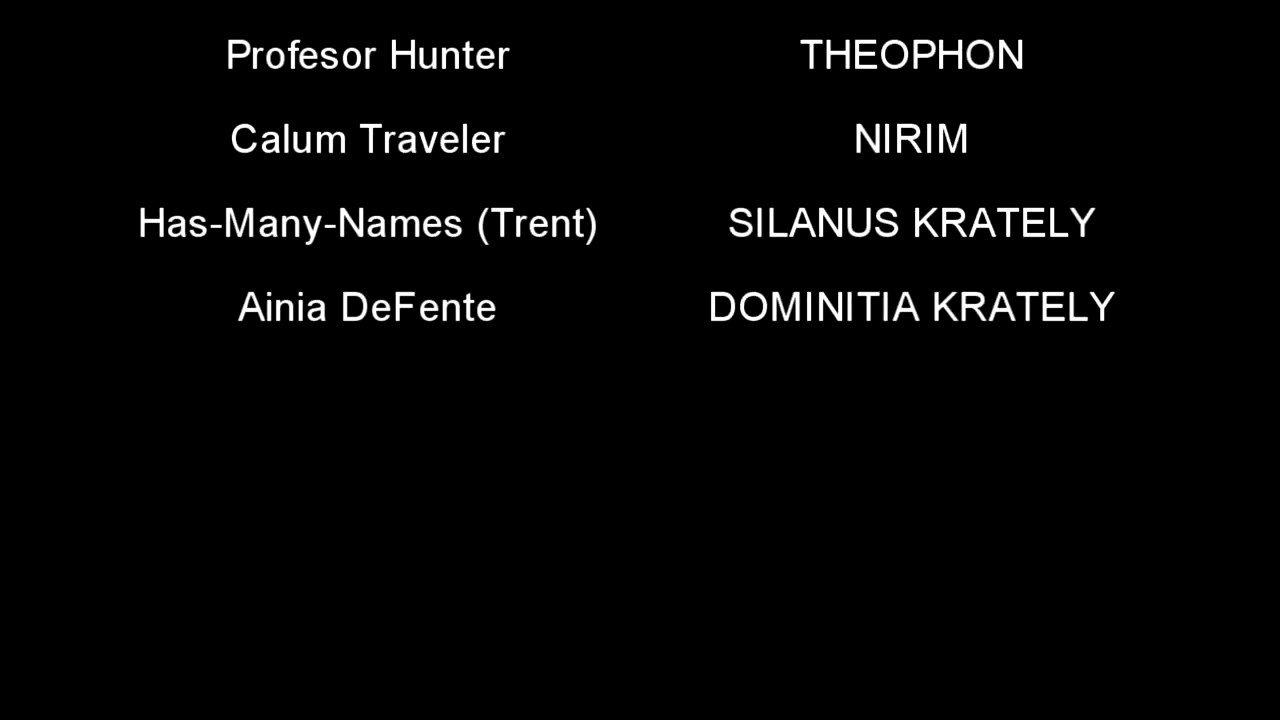 Profesor Hunter THEOPHON
Calum Traveler NIRIM
Has-Many-Names (Trent) SILANUS KRATELY
Ainia DeFente DOMINITIA KRATELY